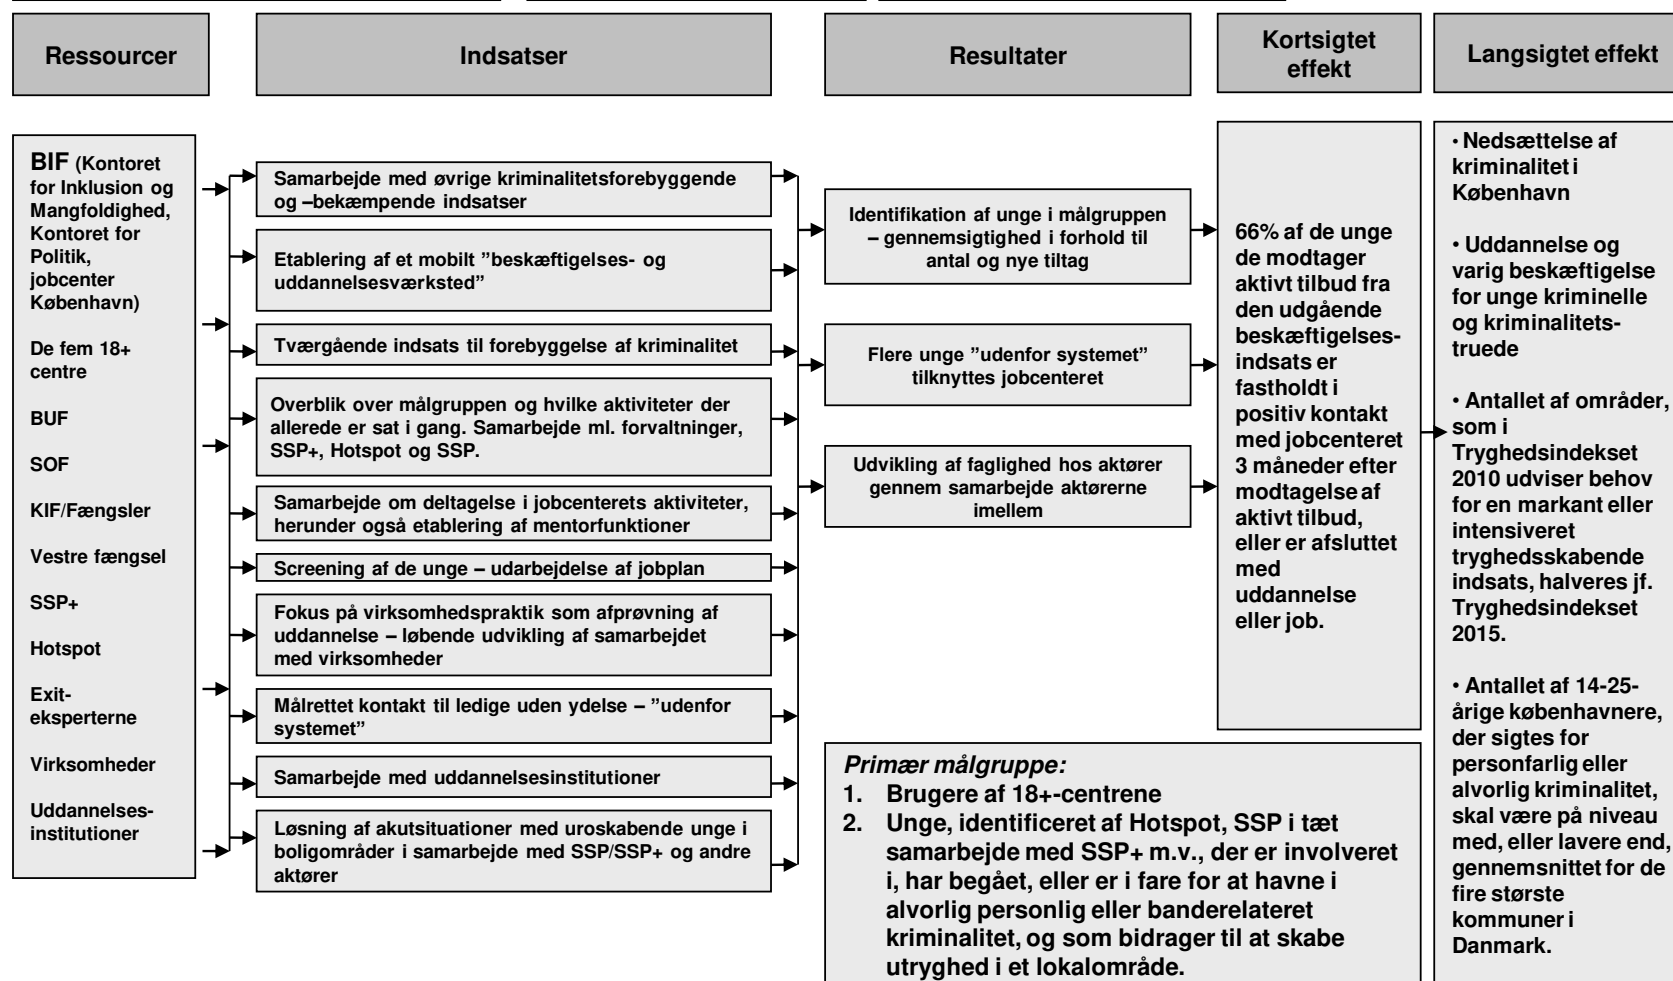 Ressourcer
Indsatser
Resultater
Kortsigtet
effekt
Langsigtet effekt
BIF (Kontoret
for Inklusion og
Mangfoldighed,
Kontoret for
Politik,
jobcenter
København)
De fem 18+
centre
BUF
SOF
KIF/Fængsler
Vestre fængsel
SSP+
Hotspot
Exit-
eksperterne
Virksomheder
Uddannelses-
institutioner
Samarbejde med øvrige kriminalitetsforebyggende
og –bekæmpende indsatser
Etablering af et mobilt ”beskæftigelses- og
uddannelsesværksted”
Tværgående indsats til forebyggelse af kriminalitet
Overblik over målgruppen og hvilke aktiviteter der
allerede er sat i gang. Samarbejde ml. forvaltninger,
SSP+, Hotspot og SSP.
Samarbejde om deltagelse i jobcenterets aktiviteter,
herunder også etablering af mentorfunktioner
Screening af de unge – udarbejdelse af jobplan
Fokus på virksomhedspraktik som afprøvning af
uddannelse – løbende udvikling af samarbejdet
med virksomheder
Målrettet kontakt til ledige uden ydelse – ”udenfor
systemet”
Samarbejde med uddannelsesinstitutioner
Løsning af akutsituationer med uroskabende unge i
boligområder i samarbejde med SSP/SSP+ og andre
aktører
Identifikation af unge i målgruppen
– gennemsigtighed i forhold til
antal og nye tiltag
Flere unge ”udenfor systemet”
tilknyttes jobcenteret
Udvikling af faglighed hos aktører
gennem samarbejde aktørerne
imellem
66% af de unge
de modtager
aktivt tilbud fra
den udgående
beskæftigelses-
indsats er
fastholdt i
positiv kontakt
med jobcenteret
3 måneder efter
modtagelse af
aktivt tilbud,
eller er afsluttet
med
uddannelse
eller job.
• Nedsættelse af
kriminalitet i
København
• Uddannelse og
varig beskæftigelse
for unge kriminelle
og kriminalitets-
truede
• Antallet af områder,
som i
Tryghedsindekset
2010 udviser behov
for en markant eller
intensiveret
tryghedsskabende
indsats, halveres jf.
Tryghedsindekset
2015.
• Antallet af 14-25-
årige københavnere,
der sigtes for
personfarlig eller
alvorlig kriminalitet,
skal være på niveau
med, eller lavere end,
gennemsnittet for de
fire største
kommuner i
Danmark.
Primær målgruppe:
1. Brugere af 18+-centrene
2. Unge, identificeret af Hotspot, SSP i tæt
samarbejde med SSP+ m.v., der er involveret
i, har begået, eller er i fare for at havne i
alvorlig personlig eller banderelateret
kriminalitet, og som bidrager til at skabe
utryghed i et lokalområde.